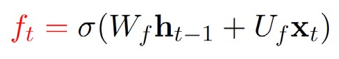 f_t = σ(W_f h_{t−1} + U_f x_t)